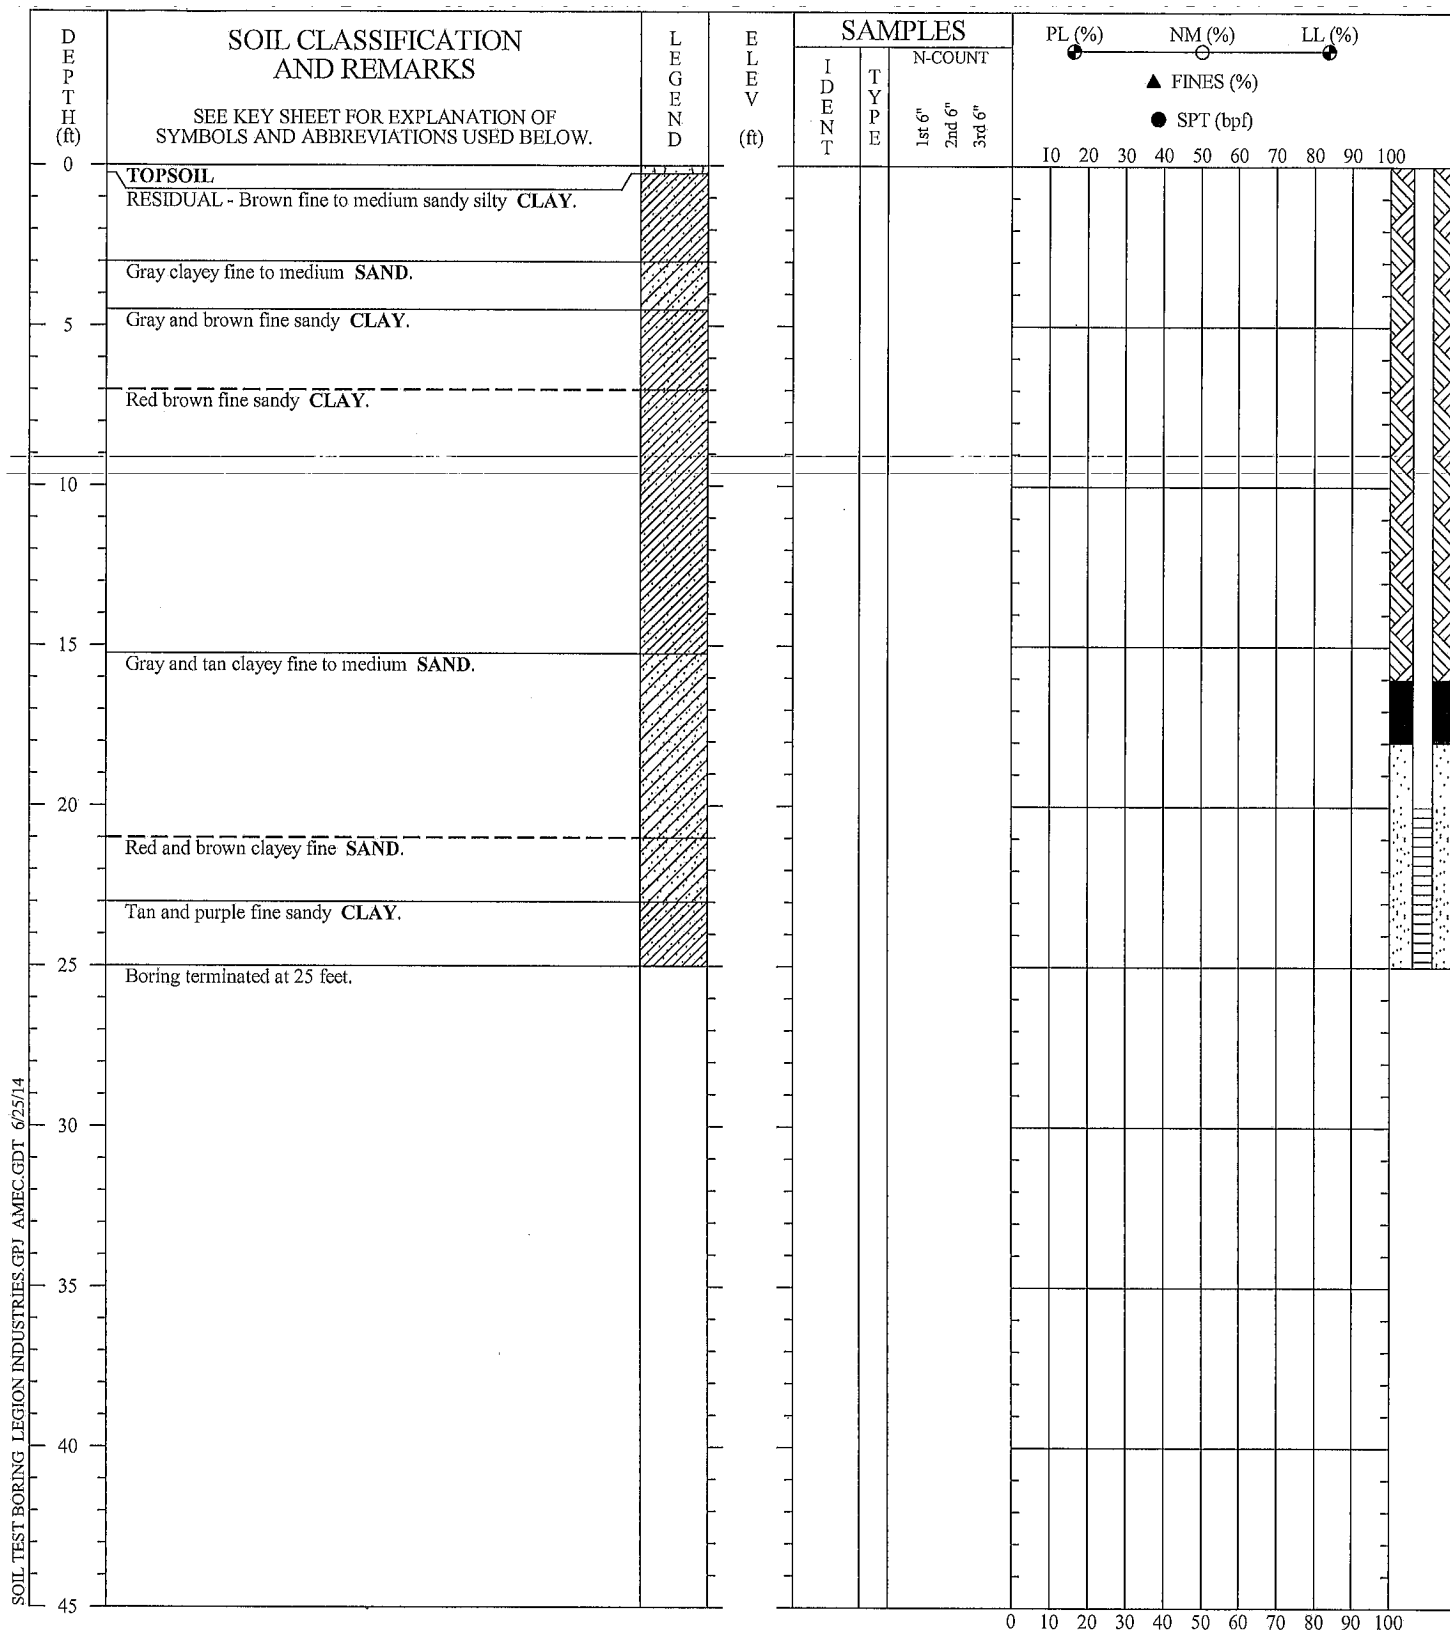 DEPTH (ft)
SOIL CLASSIFICATION
AND REMARKS
SEE KEY SHEET FOR EXPLANATION OF
SYMBOLS AND ABBREVIATIONS USED BELOW.
LEGEND
ELEV (ft)
SAMPLES
IDENT
TYPE
N-COUNT
1st 6"
2nd 6"
3rd 6"
PL (%) NM (%) LL (%)
▲ FINES (%)
● SPT (bpf)
10 20 30 40 50 60 70 80 90 100
0
TOPSOIL
RESIDUAL - Brown fine to medium sandy silty CLAY.
Gray clayey fine to medium SAND.
Gray and brown fine sandy CLAY.
5
Red brown fine sandy CLAY.
10
15
Gray and tan clayey fine to medium SAND.
20
Red and brown clayey fine SAND.
Tan and purple fine sandy CLAY.
25
Boring terminated at 25 feet.
30
35
40
45
0 10 20 30 40 50 60 70 80 90 100
SOIL TEST BORING LEGION INDUSTRIES.GPJ AMEC.GDT 6/25/14